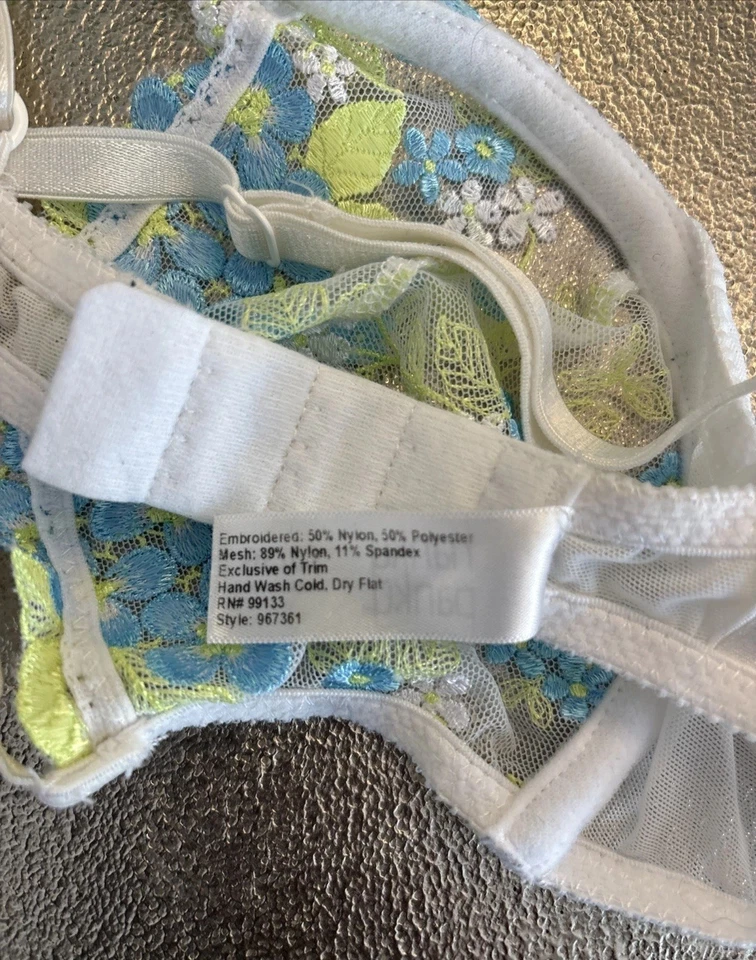 Embroidered: 50% Nylon, 50% Polyester
Mesh: 89% Nylon, 11% Spandex
Exclusive of Trim
Hand Wash Cold, Dry Flat
RN# 99133
Style: 967361